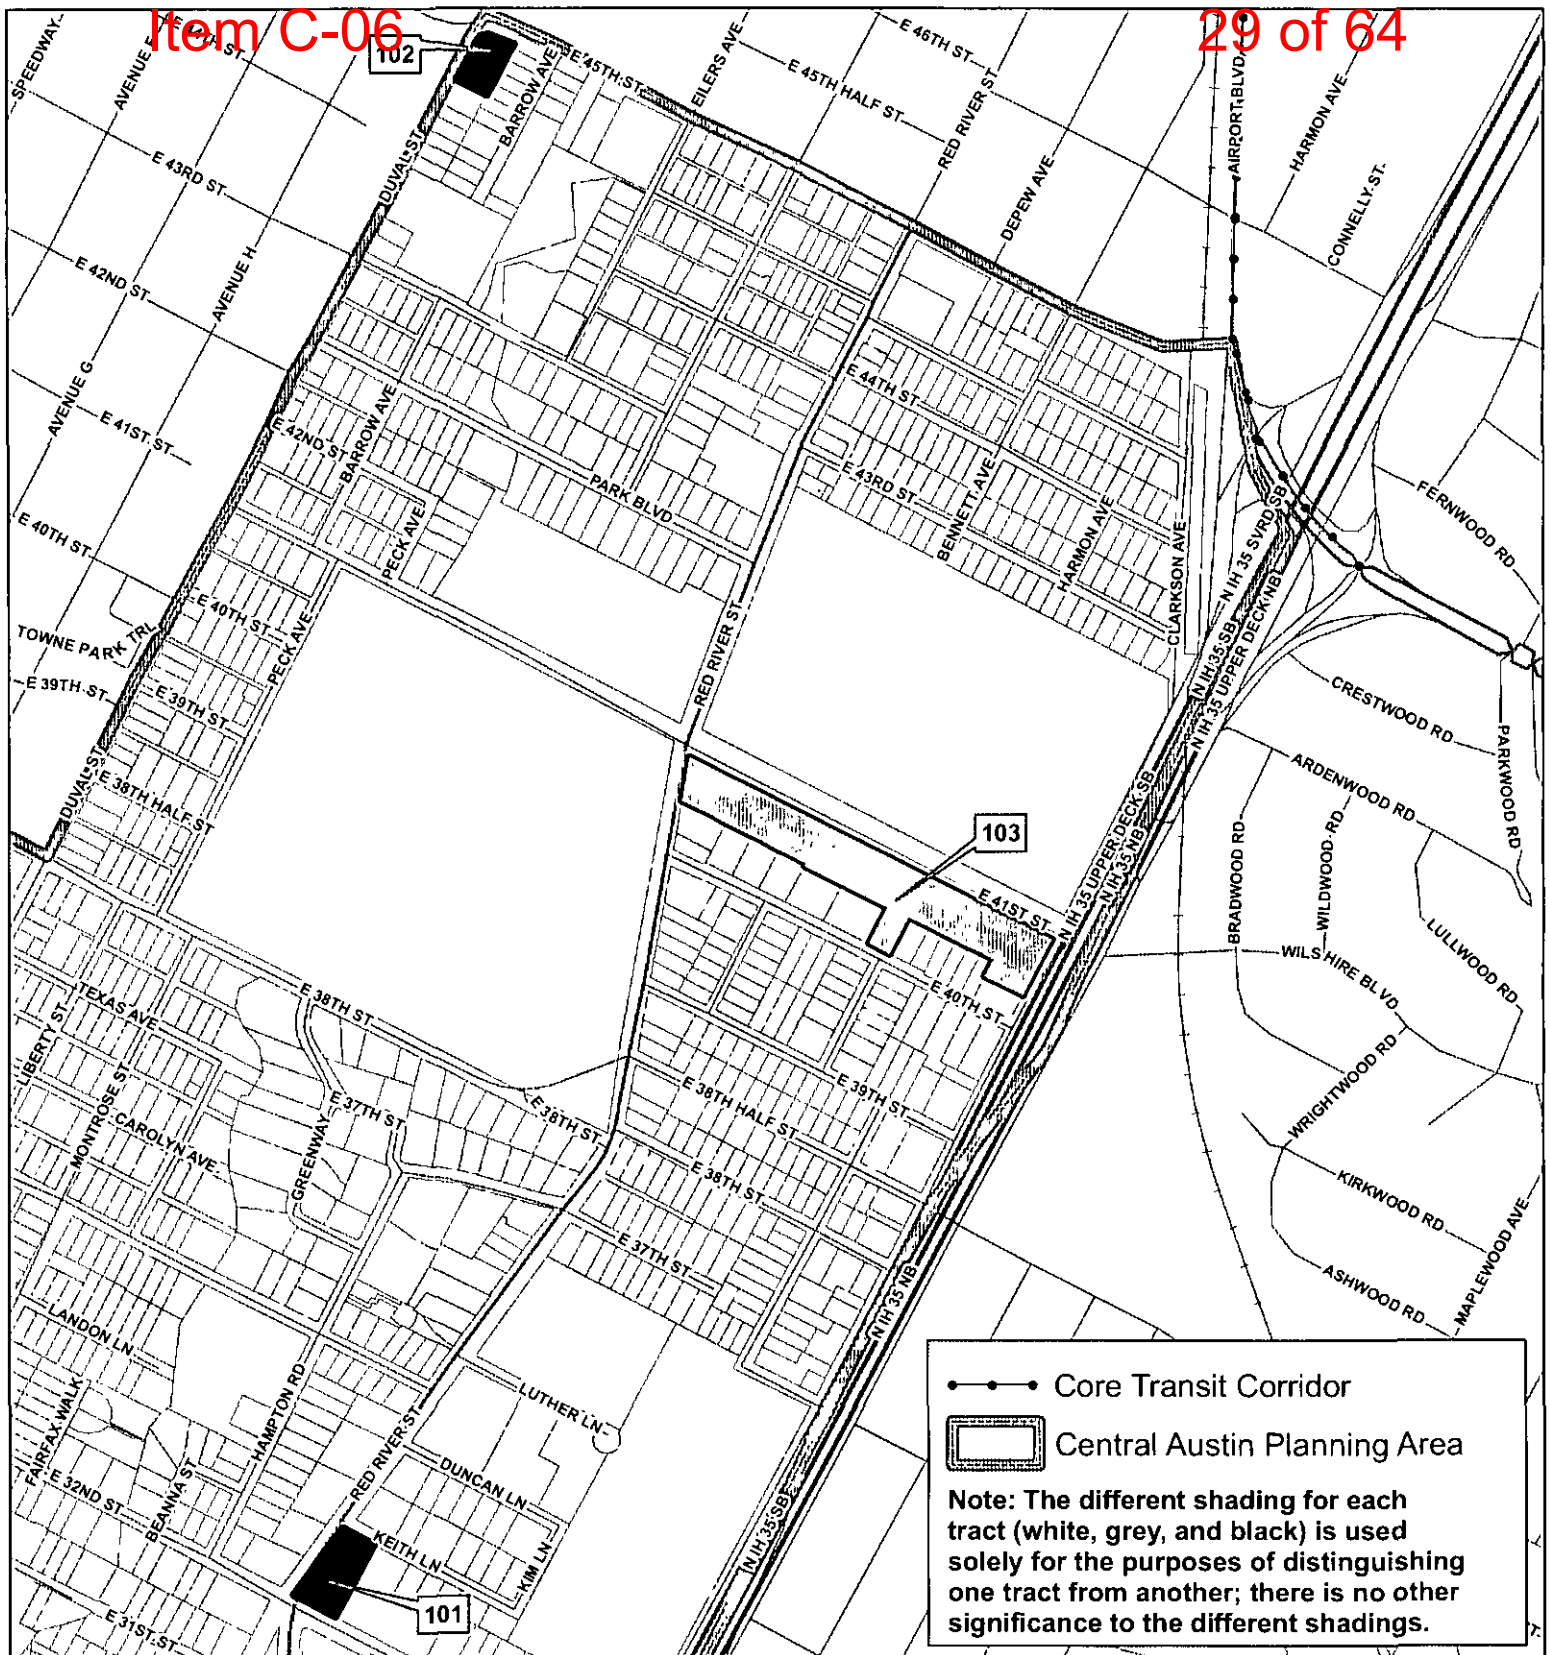 Item C-06
29 of 64
102
SPEEDWAY
AVENUE F
E 45TH ST
EILERS AVE
E 46TH ST
E 45TH HALF ST
RED RIVER ST
AIRPORT BLVD
HARMON AVE
BARROW AVE
DUVAL ST
E 43RD ST
DEPEW AVE
CONNELLY ST
E 42ND ST
AVENUE H
AVENUE G
E 41ST ST
E 44TH ST
BARROW AVE
E 42ND ST
PARK BLVD
E 43RD ST
BENNETT AVE
HARMON AVE
PECK AVE
CLARKSON AVE
N IH 35 SVRD SB
FERNWOOD RD
E 40TH ST
E 40TH ST
PECK AVE
RED RIVER ST
N IH 35 SB
N IH 35 UPPER DECK NB
TOWNE PARK TRL
E 39TH ST
E 39TH ST
CRESTWOOD RD
PARKWOOD RD
ARDENWOOD RD
DUVAL ST
E 38TH HALF ST
103
N IH 35 UPPER DECK SB
N IH 35 NB
E 41ST ST
BRADWOOD RD
WILDWOOD RD
LULLWOOD RD
WILSHIRE BLVD
E 40TH ST
E 38TH ST
TEXAS AVE
LIBERTY ST
MONTROSE ST
CAROLYN AVE
E 37TH ST
GREENWAY
E 38TH ST
E 38TH HALF ST
E 39TH ST
E 38TH ST
E 37TH ST
WRIGHTWOOD RD
KIRKWOOD RD
ASHWOOD RD
MAPLEWOOD AVE
N IH 35 NB
LANDON LN
FAIRFAX WALK
HAMPTON RD
LUTHER LN
RED RIVER ST
DUNCAN LN
E 32ND ST
BEANNA ST
KEITH LN
KIM LN
N IH 35 SB
101
E 31ST ST
Core Transit Corridor
Central Austin Planning Area
Note: The different shading for each
tract (white, grey, and black) is used
solely for the purposes of distinguishing
one tract from another; there is no other
significance to the different shadings.